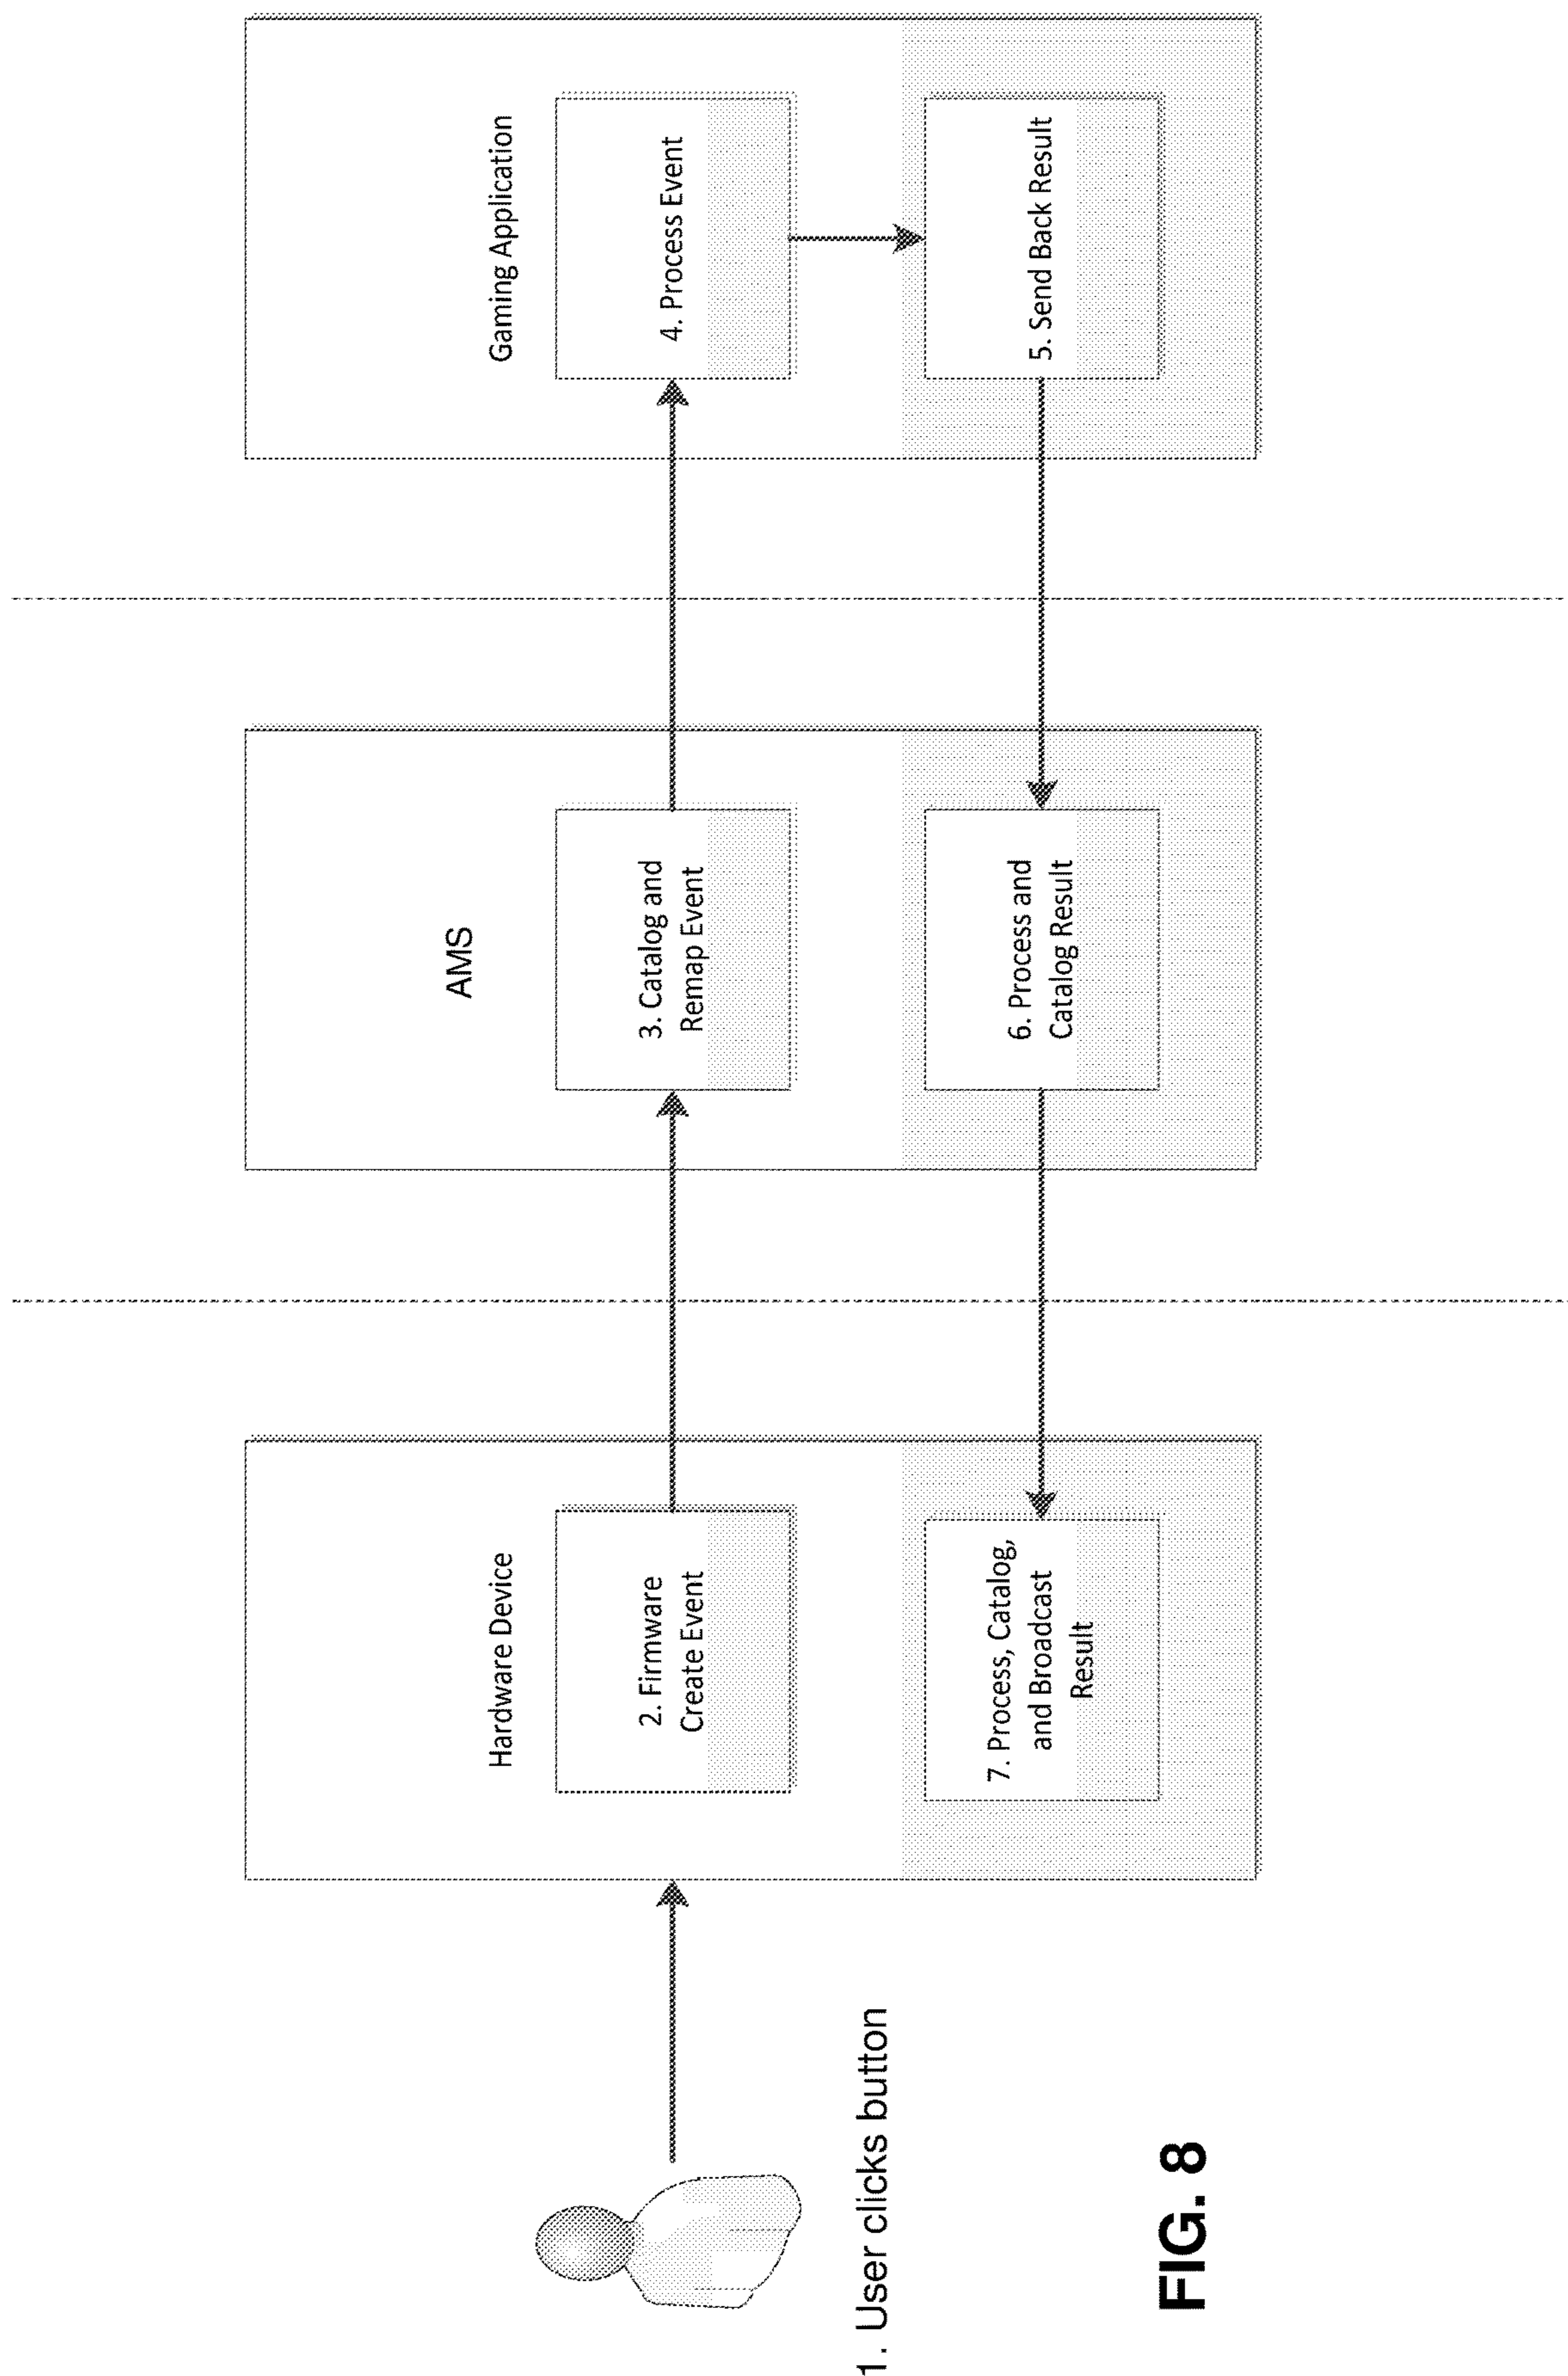 1. User clicks button
Hardware Device
2. Firmware
Create Event
7. Process, Catalog,
and Broadcast
Result
AMS
3. Catalog and
Remap Event
6. Process and
Catalog Result
Gaming Application
4. Process Event
5. Send Back Result
FIG. 8